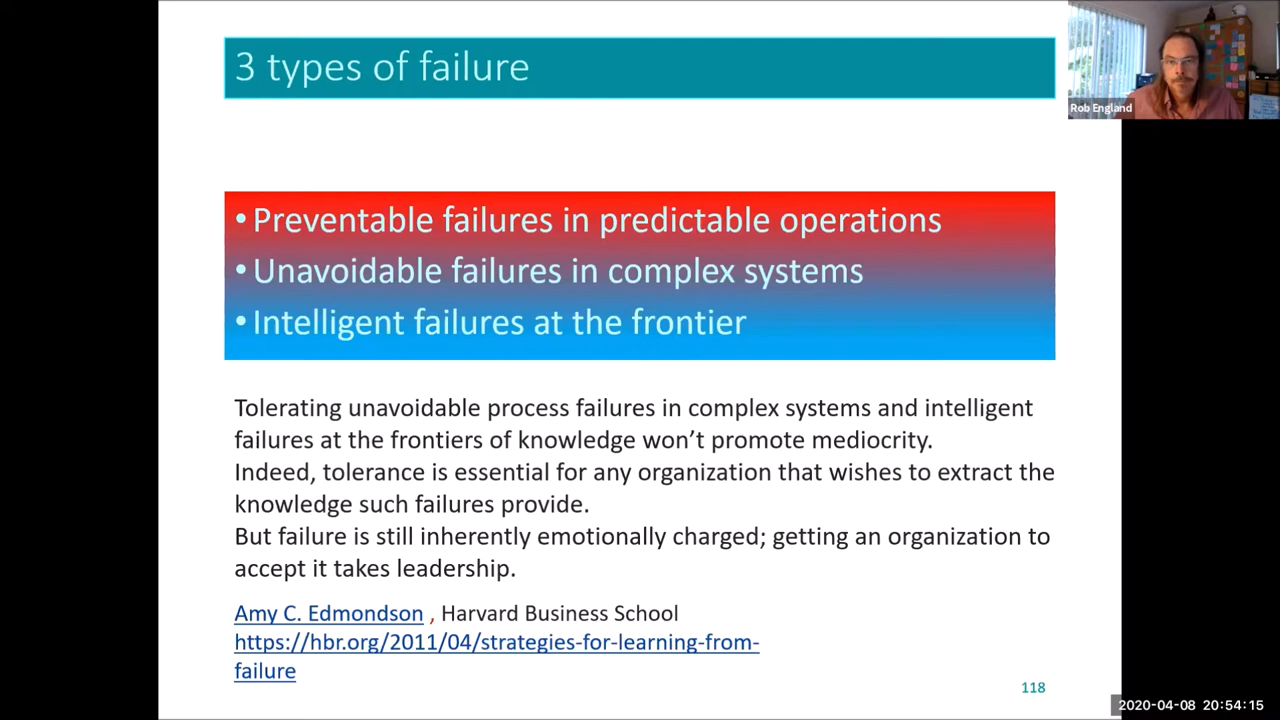 3 types of failure
Rob England
• Preventable failures in predictable operations
• Unavoidable failures in complex systems
• Intelligent failures at the frontier
Tolerating unavoidable process failures in complex systems and intelligent
failures at the frontiers of knowledge won’t promote mediocrity.
Indeed, tolerance is essential for any organization that wishes to extract the
knowledge such failures provide.
But failure is still inherently emotionally charged; getting an organization to
accept it takes leadership.
Amy C. Edmondson , Harvard Business School
https://hbr.org/2011/04/strategies-for-learning-from-
failure
118
2020-04-08 20:54:15